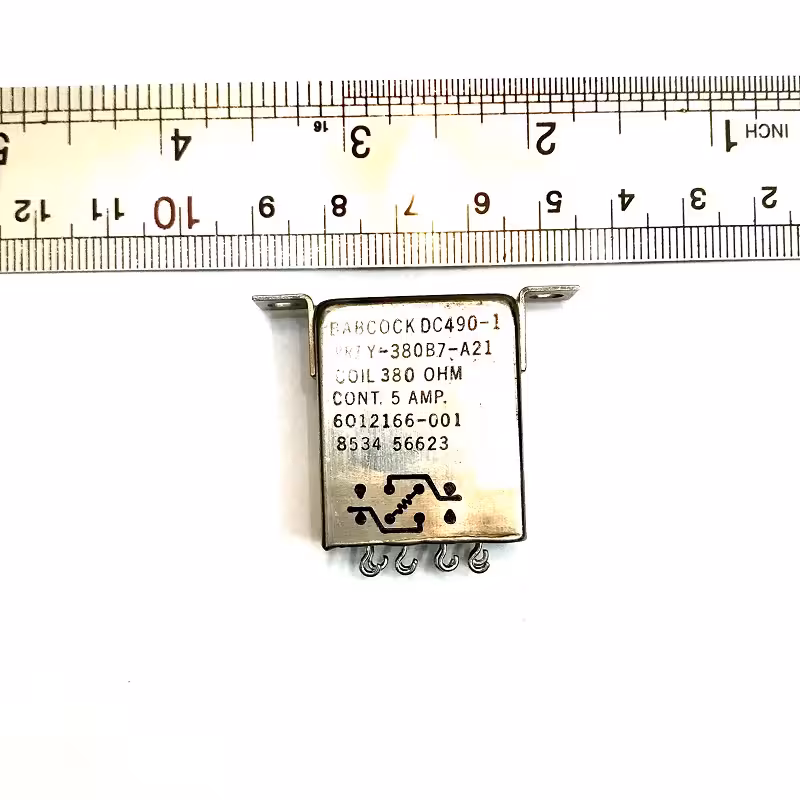 5 4 16 3 2 1 INCH
12 11 10 9 8 7 6 5 4 3 2
BABCOCK DC490-1
Y-380B7-A21
COIL 380 OHM
CONT. 5 AMP.
6012166-001
8534 56623